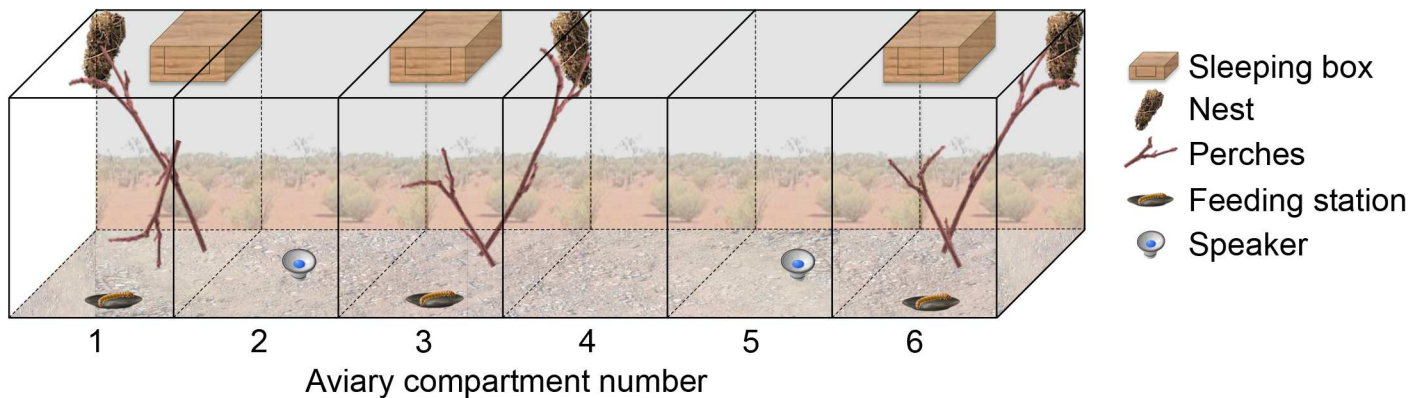 Sleeping box
Nest
Perches
Feeding station
Speaker
1 2 3 4 5 6
Aviary compartment number